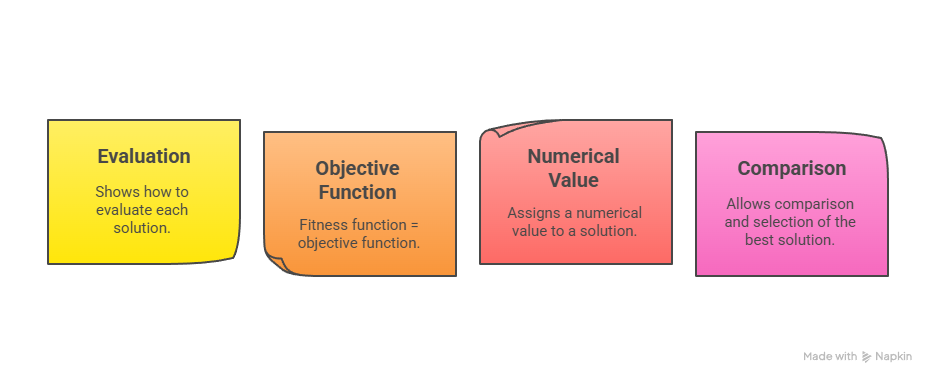 Evaluation
Shows how to
evaluate each
solution.
Objective
Function
Fitness function =
objective function.
Numerical
Value
Assigns a numerical
value to a solution.
Comparison
Allows comparison
and selection of the
best solution.
Made with Napkin